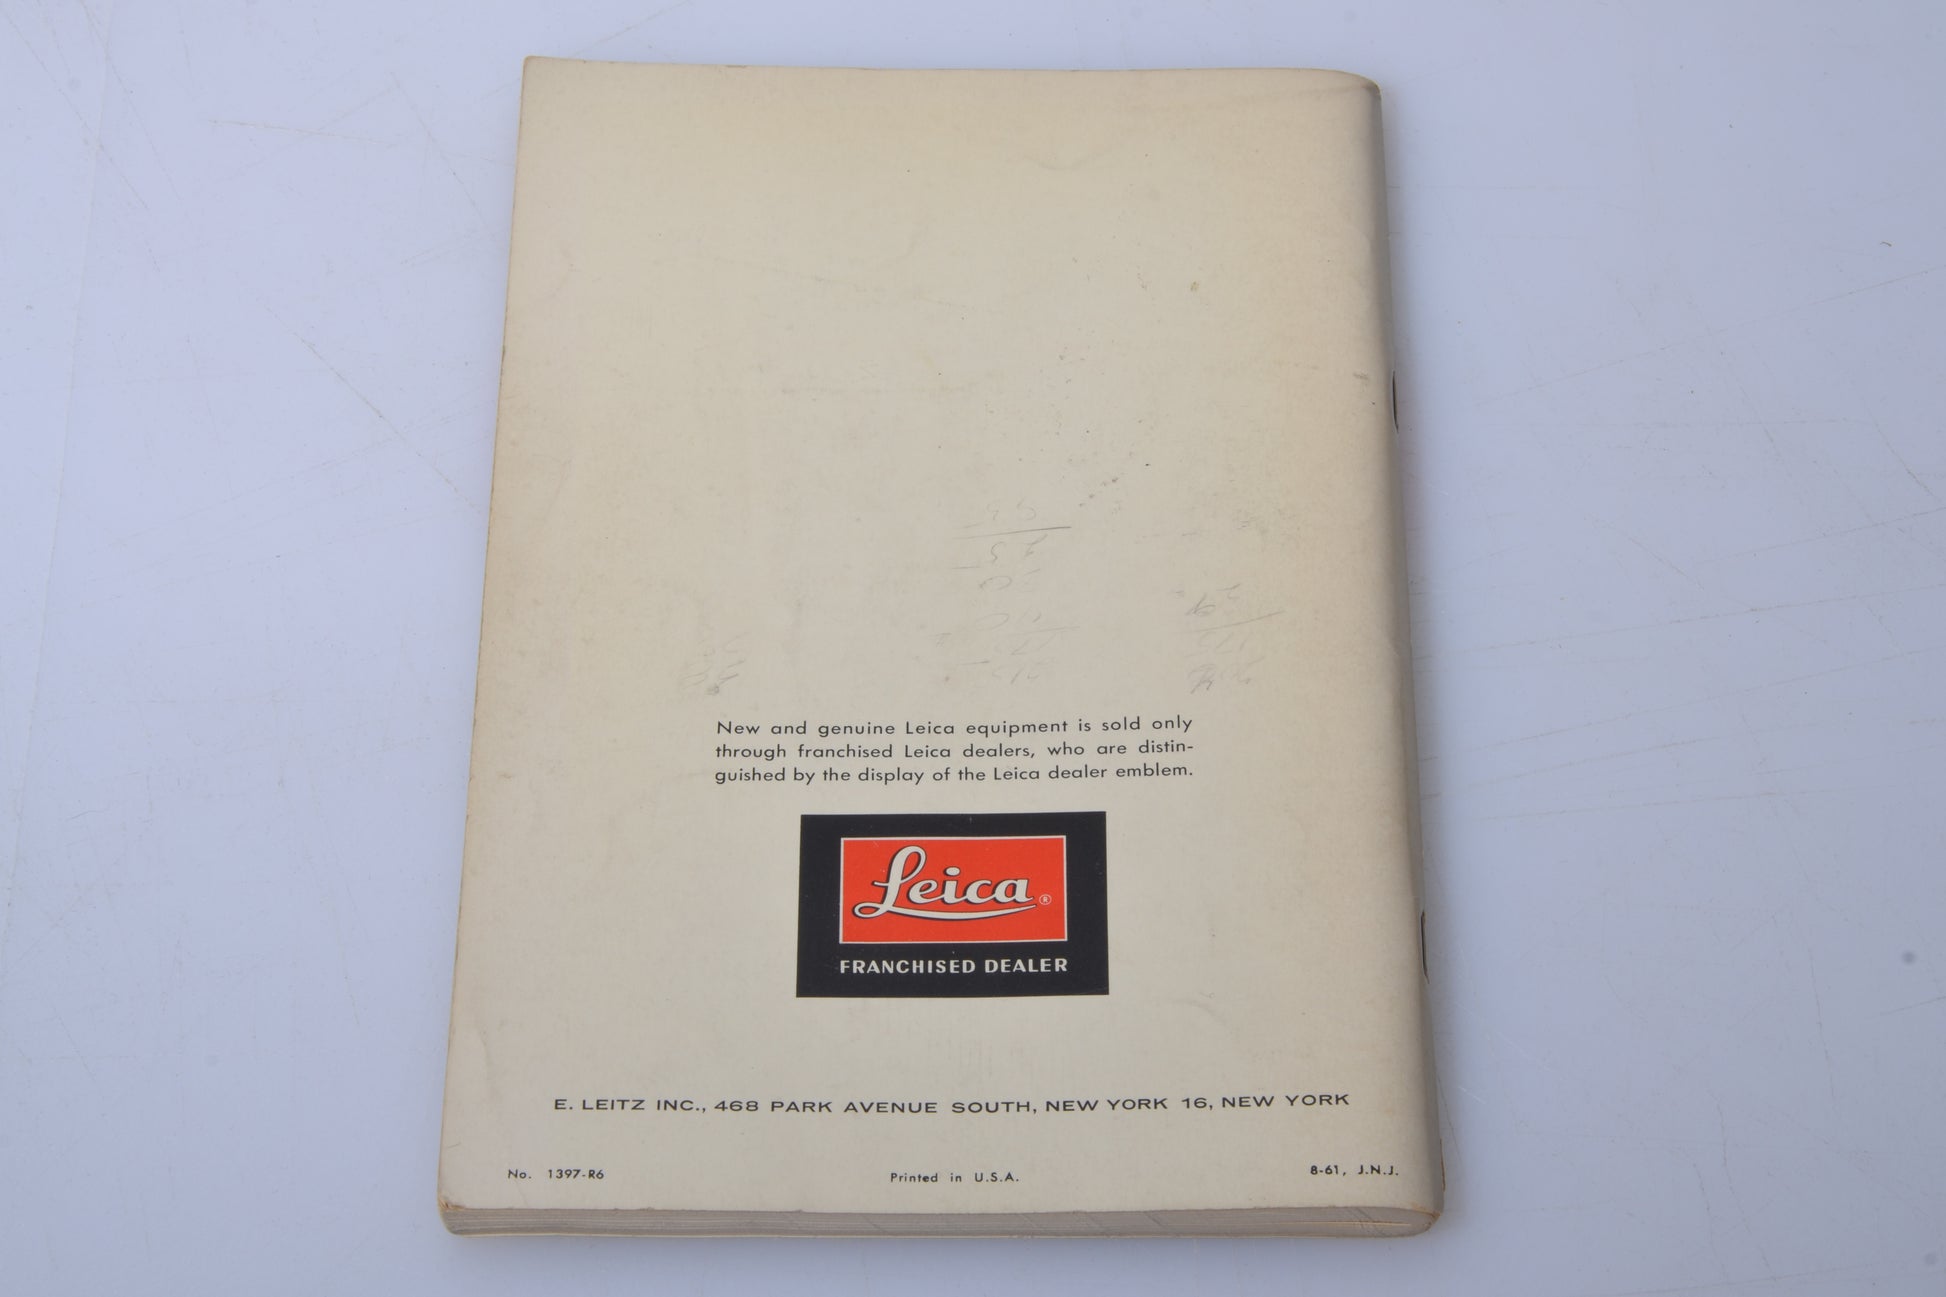 New and genuine Leica equipment is sold only
through franchised Leica dealers, who are distin-
guished by the display of the Leica dealer emblem.
Leica®
FRANCHISED DEALER
E. LEITZ INC., 468 PARK AVENUE SOUTH, NEW YORK 16, NEW YORK
No. 1397-R6 Printed in U.S.A. 8-61, J.N.J.